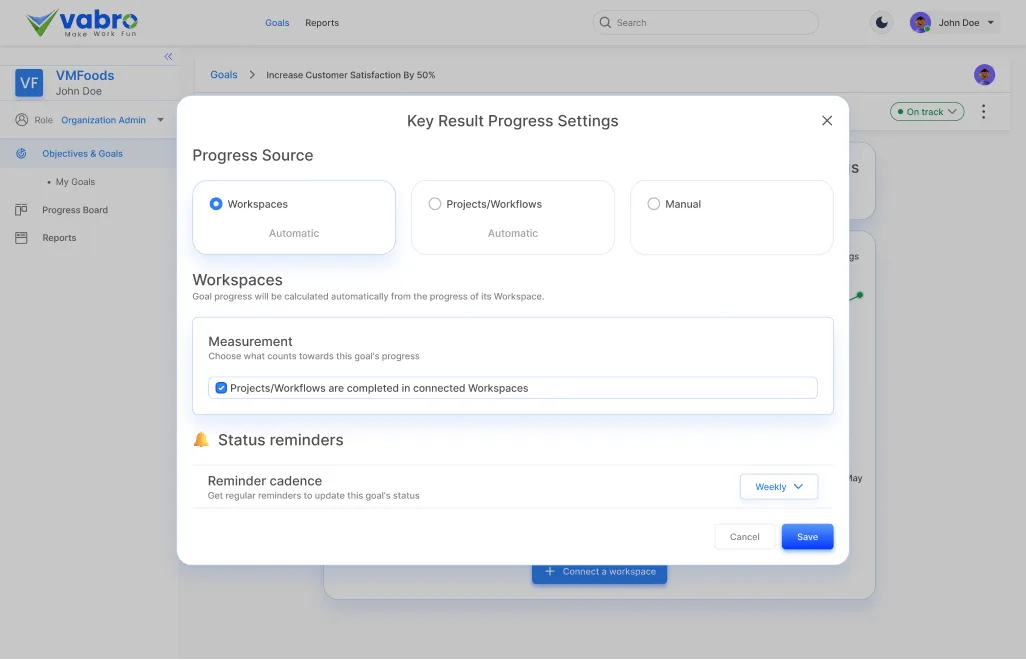 vabro
Make Work Fun
Goals Reports
Search
John Doe
VF
VMFoods
John Doe
Goals > Increase Customer Satisfaction By 50%
Role Organization Admin
On track
Objectives & Goals
• My Goals
Progress Board
Reports
Key Result Progress Settings
Progress Source
Workspaces
Automatic
Projects/Workflows
Automatic
Manual
Workspaces
Goal progress will be calculated automatically from the progress of its Workspace.
Measurement
Choose what counts towards this goal's progress
Projects/Workflows are completed in connected Workspaces
Status reminders
Reminder cadence
Get regular reminders to update this goal's status
Weekly
May
Cancel
Save
+ Connect a workspace